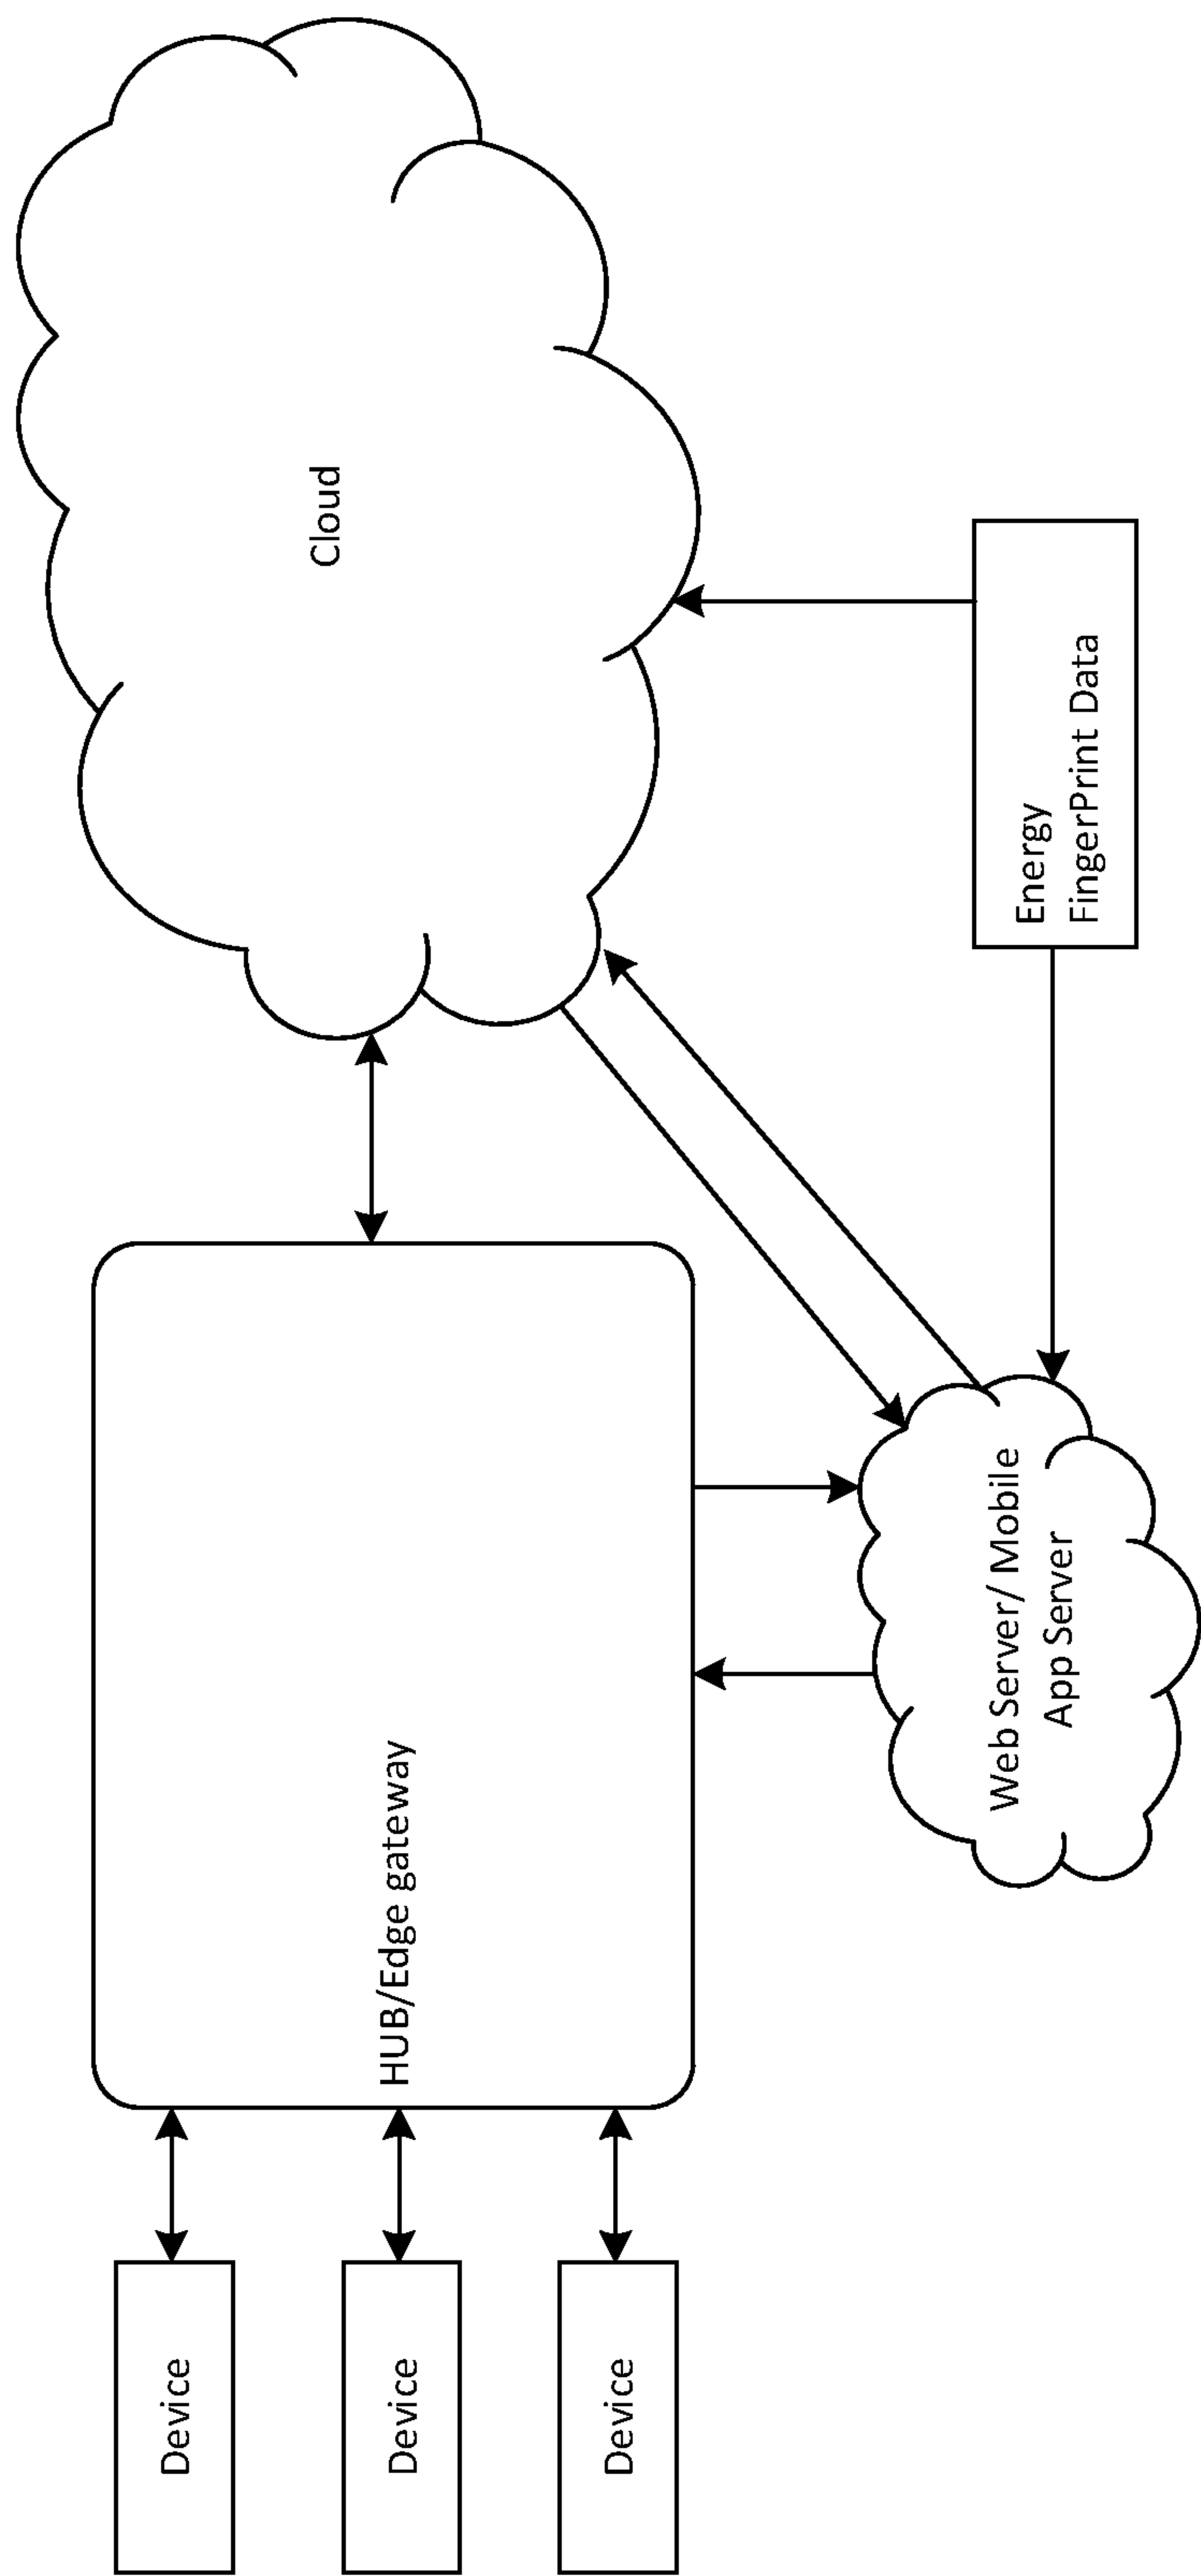 Device
Device
Device
HUB/Edge gateway
Cloud
Web Server/ Mobile
App Server
Energy
FingerPrint Data